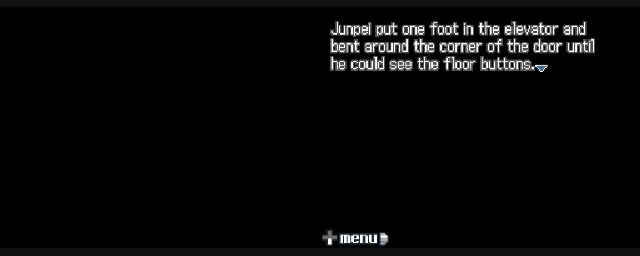 Junpei put one foot in the elevator and
bent around the corner of the door until
he could see the floor buttons.
menu